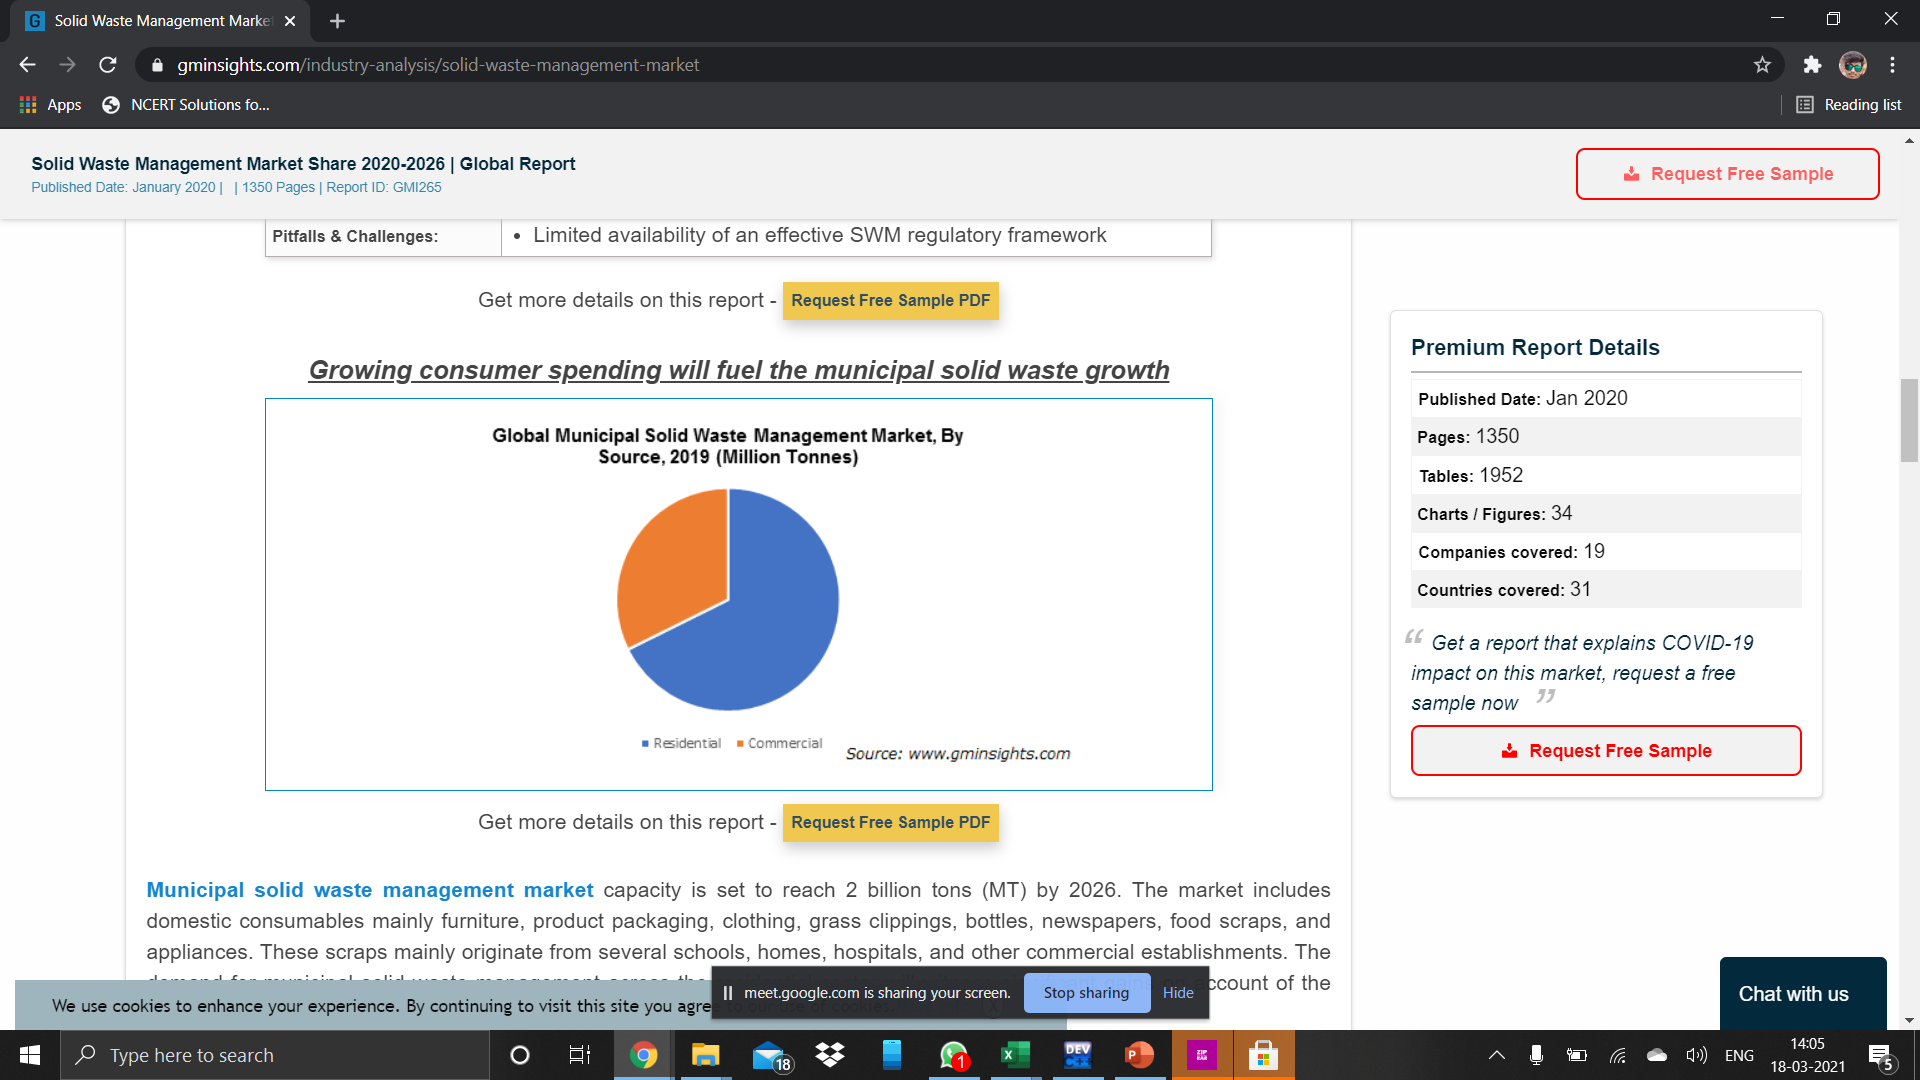 Solid Waste Management Marke
gminsights.com/industry-analysis/solid-waste-management-market
Apps
NCERT Solutions fo...
Reading list
Solid Waste Management Market Share 2020-2026 | Global Report
Published Date: January 2020 | | 1350 Pages | Report ID: GMI265
Request Free Sample
Pitfalls & Challenges:
• Limited availability of an effective SWM regulatory framework
Get more details on this report - Request Free Sample PDF
Growing consumer spending will fuel the municipal solid waste growth
Global Municipal Solid Waste Management Market, By
Source, 2019 (Million Tonnes)
Residential
Commercial
Source: www.gminsights.com
Get more details on this report - Request Free Sample PDF
Municipal solid waste management market capacity is set to reach 2 billion tons (MT) by 2026. The market includes
domestic consumables mainly furniture, product packaging, clothing, grass clippings, bottles, newspapers, food scraps, and
appliances. These scraps mainly originate from several schools, homes, hospitals, and other commercial establishments. The
account of the
Premium Report Details
Published Date: Jan 2020
Pages: 1350
Tables: 1952
Charts / Figures: 34
Companies covered: 19
Countries covered: 31
“ Get a report that explains COVID-19
impact on this market, request a free
sample now ”
Request Free Sample
Chat with us
We use cookies to enhance your experience. By continuing to visit this site you agre
meet.google.com is sharing your screen.
Stop sharing
Hide
Type here to search
18
1
DEV
C++
ZIP
BAR
ENG
14:05
18-03-2021
5